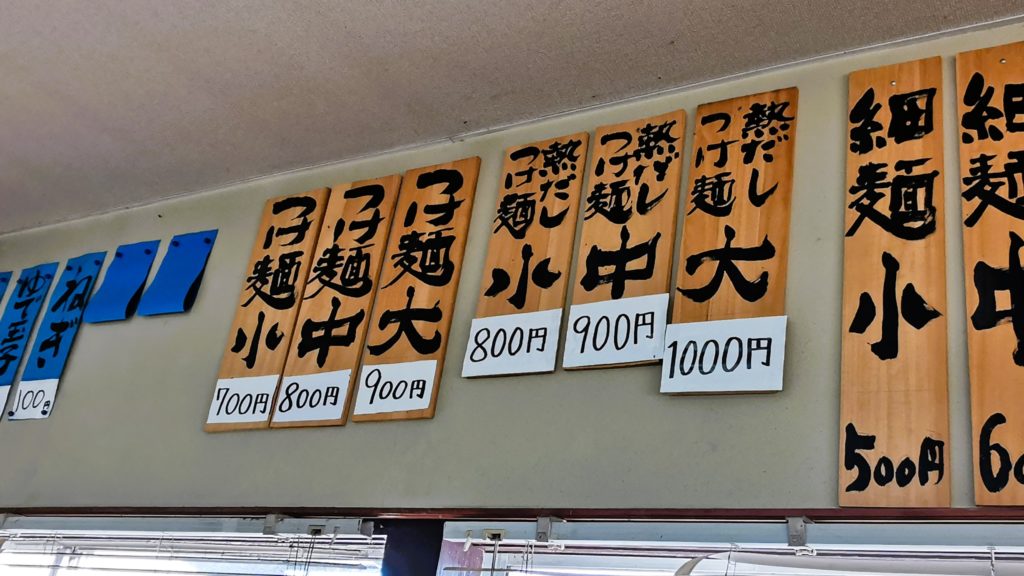 ゆで玉子
ねぎ
100円
つけ麺
小
700円
つけ麺
中
800円
つけ麺
大
900円
熱だし
つけ麺
小
800円
熱だし
つけ麺
中
900円
熱だし
つけ麺
大
1000円
細麺
小
500円
細麺
中